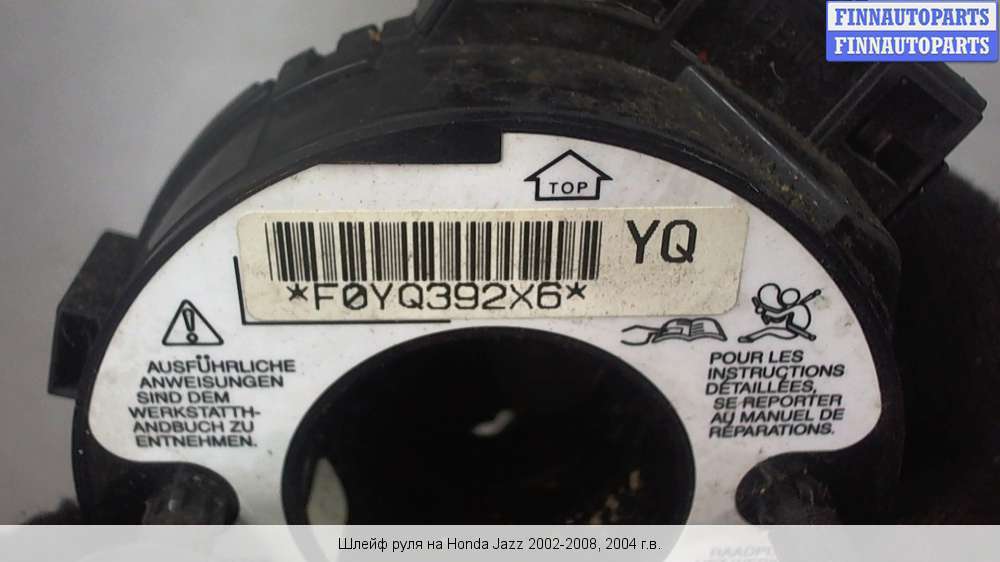 FINNAUTOPARTS
FINNAUTOPARTS
TOP
YQ
*F0YQ392X6*
AUSFÜHRLICHE
ANWEISUNGEN
SIND DEM
WERKSTATTH-
ANDBUCH ZU
ENTNEHMEN.
POUR LES
INSTRUCTIONS
DÉTAILLÉES,
SE REPORTER
AU MANUEL DE
RÉPARATIONS.
Шлейф руля на Honda Jazz 2002-2008, 2004 г.в.